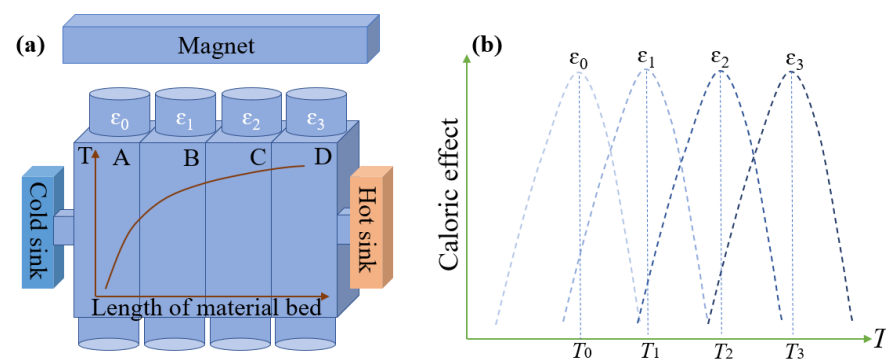 (a)
Magnet
ε0 ε1 ε2 ε3
T A B C D
Cold sink
Hot sink
Length of material bed
(b)
ε0 ε1 ε2 ε3
Caloric effect
T0 T1 T2 T3
T